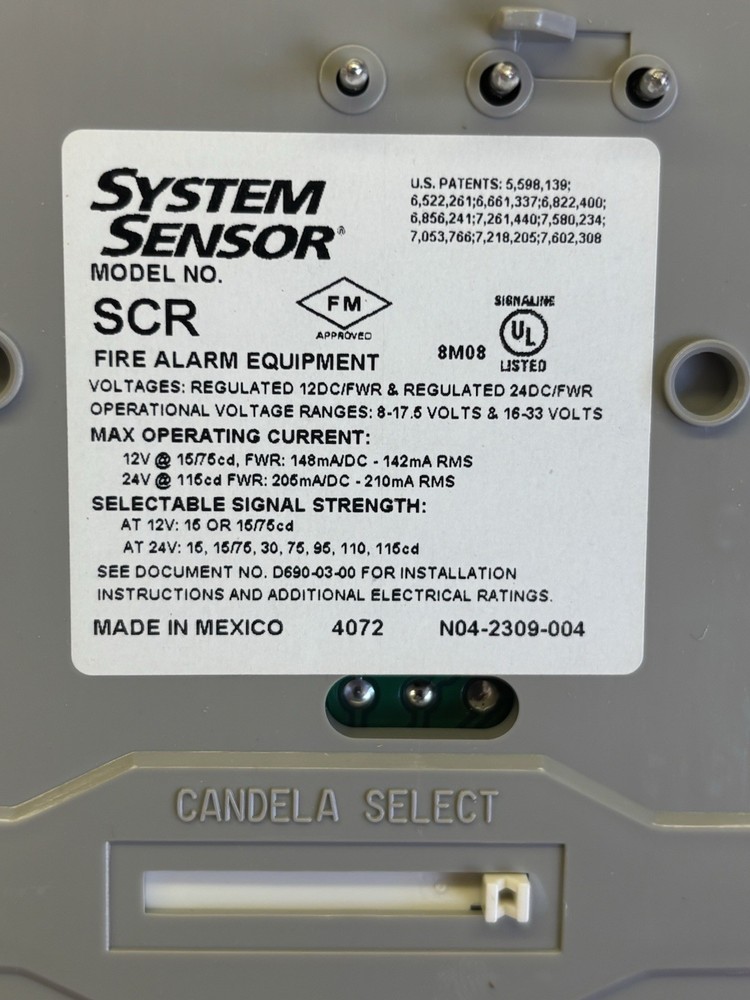 SYSTEM
SENSOR®
MODEL NO.
SCR
FIRE ALARM EQUIPMENT
U.S. PATENTS: 5,598,139;
6,522,261;6,661,337;6,822,400;
6,856,241;7,261,440;7,580,234;
7,053,766;7,218,205;7,602,308
FM
APPROVED
8M08
SIGNALING
UL
LISTED
VOLTAGES: REGULATED 12DC/FWR & REGULATED 24DC/FWR
OPERATIONAL VOLTAGE RANGES: 8-17.5 VOLTS & 16-33 VOLTS
MAX OPERATING CURRENT:
12V @ 15/75cd, FWR: 148mA/DC - 142mA RMS
24V @ 115cd FWR: 205mA/DC - 210mA RMS
SELECTABLE SIGNAL STRENGTH:
AT 12V: 15 OR 15/75cd
AT 24V: 15, 15/75, 30, 75, 95, 110, 115cd
SEE DOCUMENT NO. D690-03-00 FOR INSTALLATION
INSTRUCTIONS AND ADDITIONAL ELECTRICAL RATINGS.
MADE IN MEXICO 4072 N04-2309-004
CANDELA SELECT